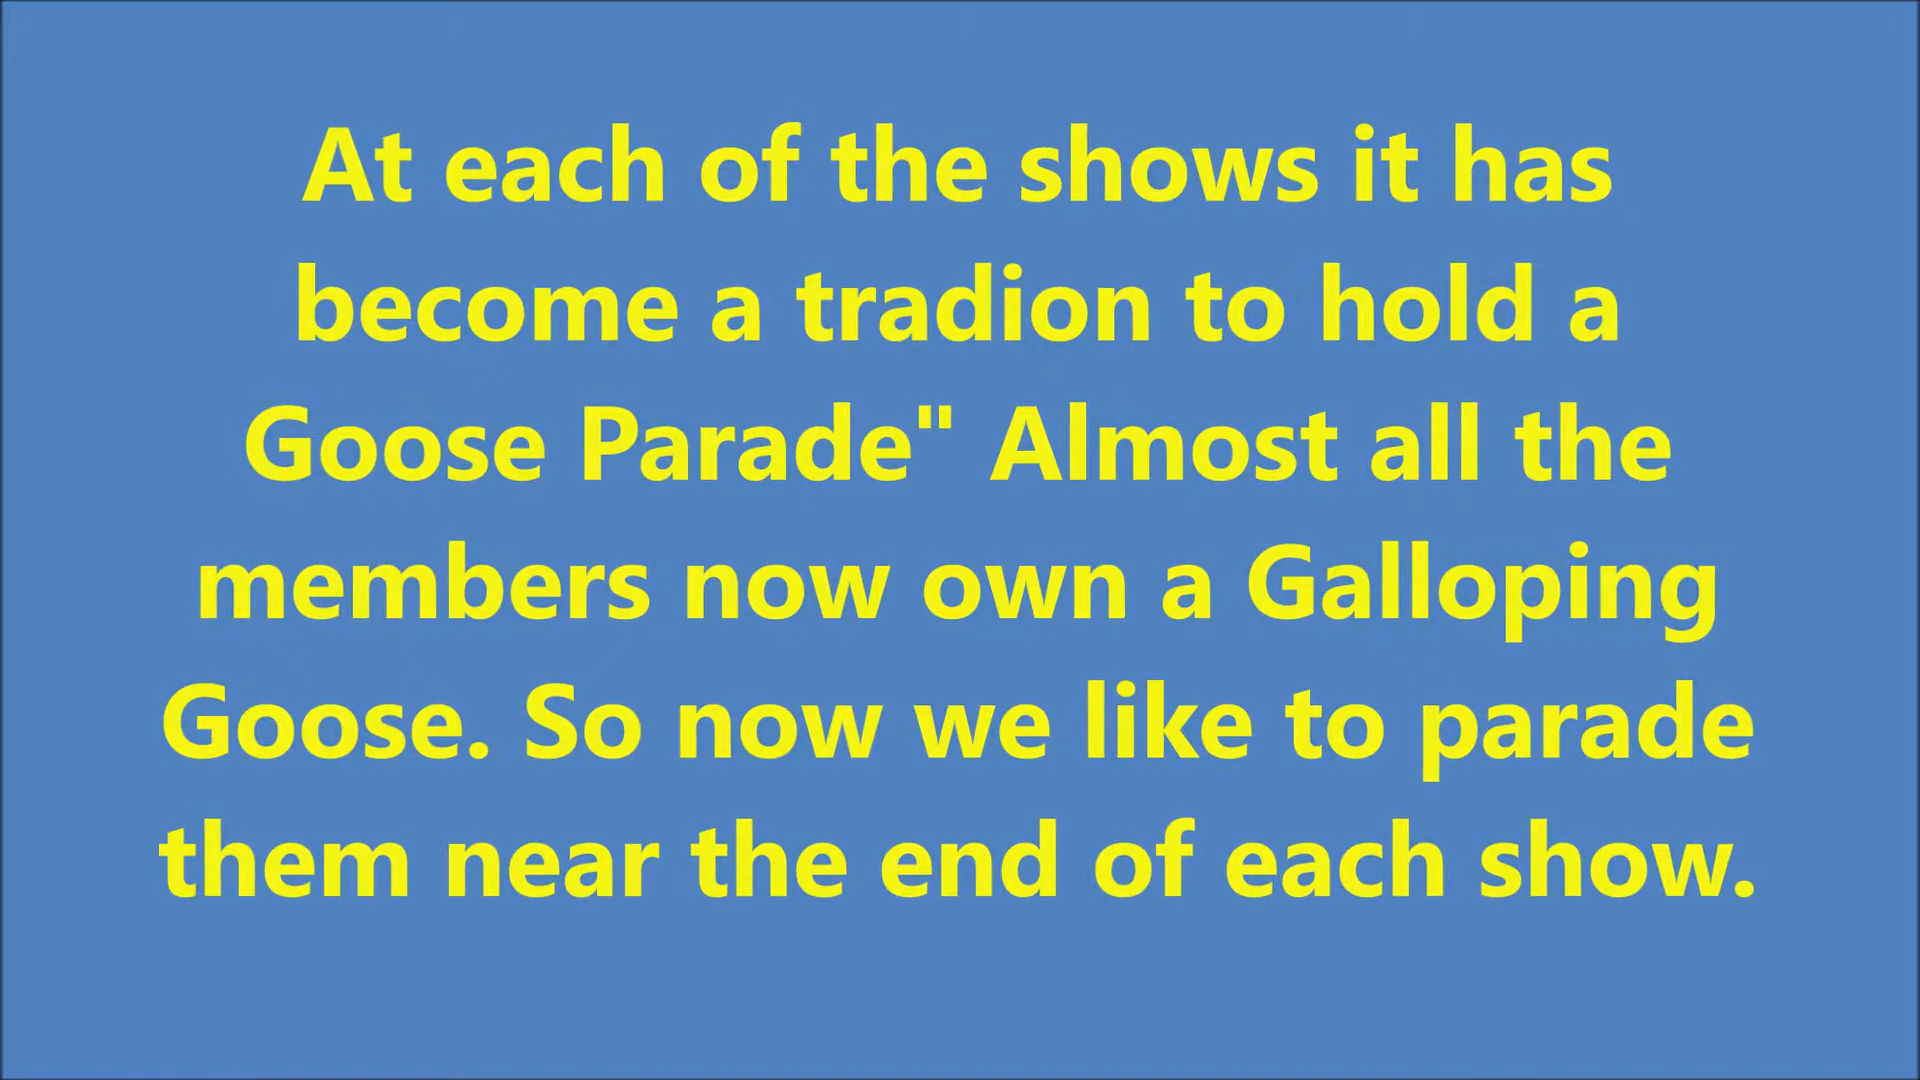 At each of the shows it has
become a tradion to hold a
Goose Parade" Almost all the
members now own a Galloping
Goose. So now we like to parade
them near the end of each show.